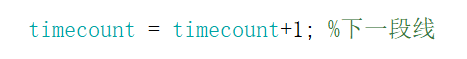 timecount = timecount+1; %下一段线